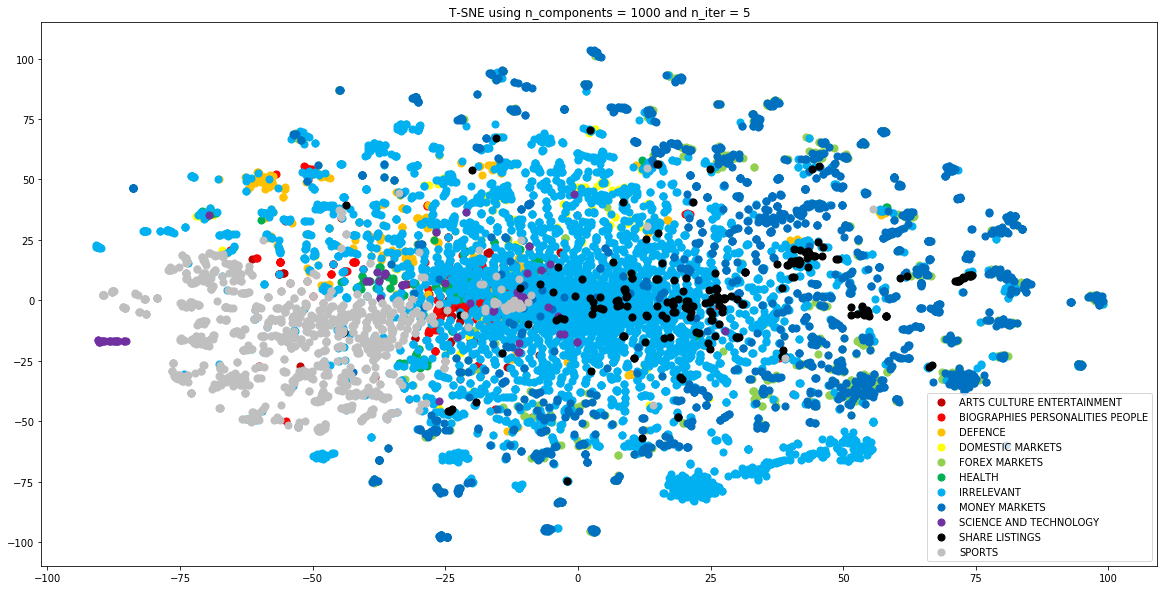 T-SNE using n_components = 1000 and n_iter = 5
100
75
50
25
0
−25
−50
−75
−100
−100
−75
−50
−25
0
25
50
75
100
ARTS CULTURE ENTERTAINMENT
BIOGRAPHIES PERSONALITIES PEOPLE
DEFENCE
DOMESTIC MARKETS
FOREX MARKETS
HEALTH
IRRELEVANT
MONEY MARKETS
SCIENCE AND TECHNOLOGY
SHARE LISTINGS
SPORTS